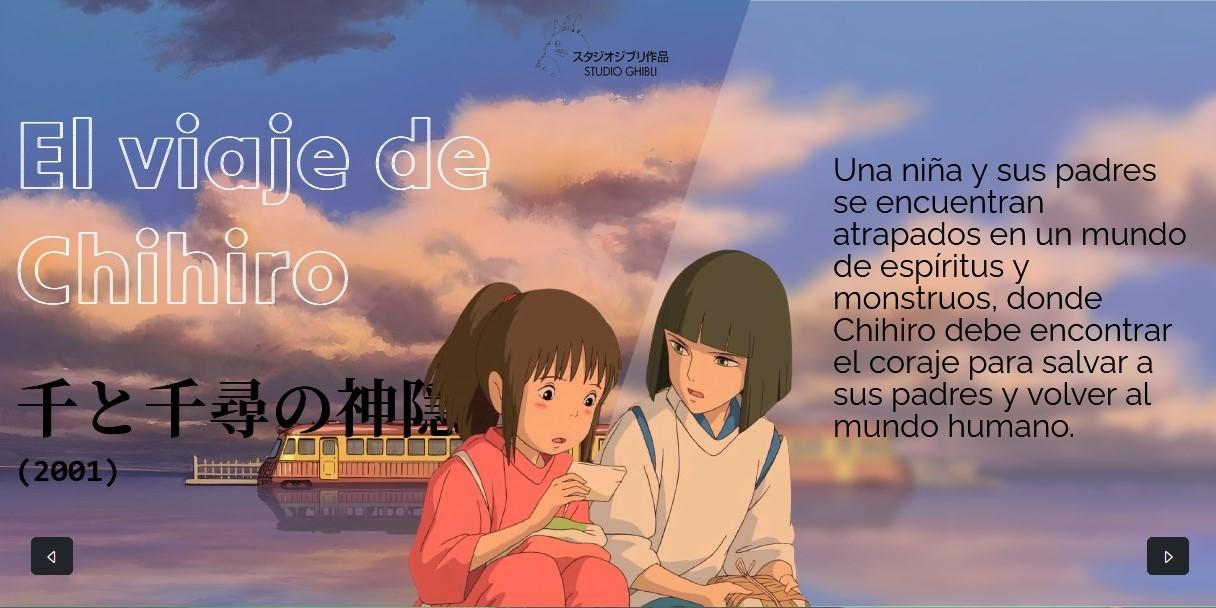 スタジオジブリ作品
STUDIO GHIBLI
El viaje de
Chihiro
千と千尋の神隠
(2001)
Una niña y sus padres
se encuentran
atrapados en un mundo
de espíritus y
monstruos, donde
Chihiro debe encontrar
el coraje para salvar a
sus padres y volver al
mundo humano.